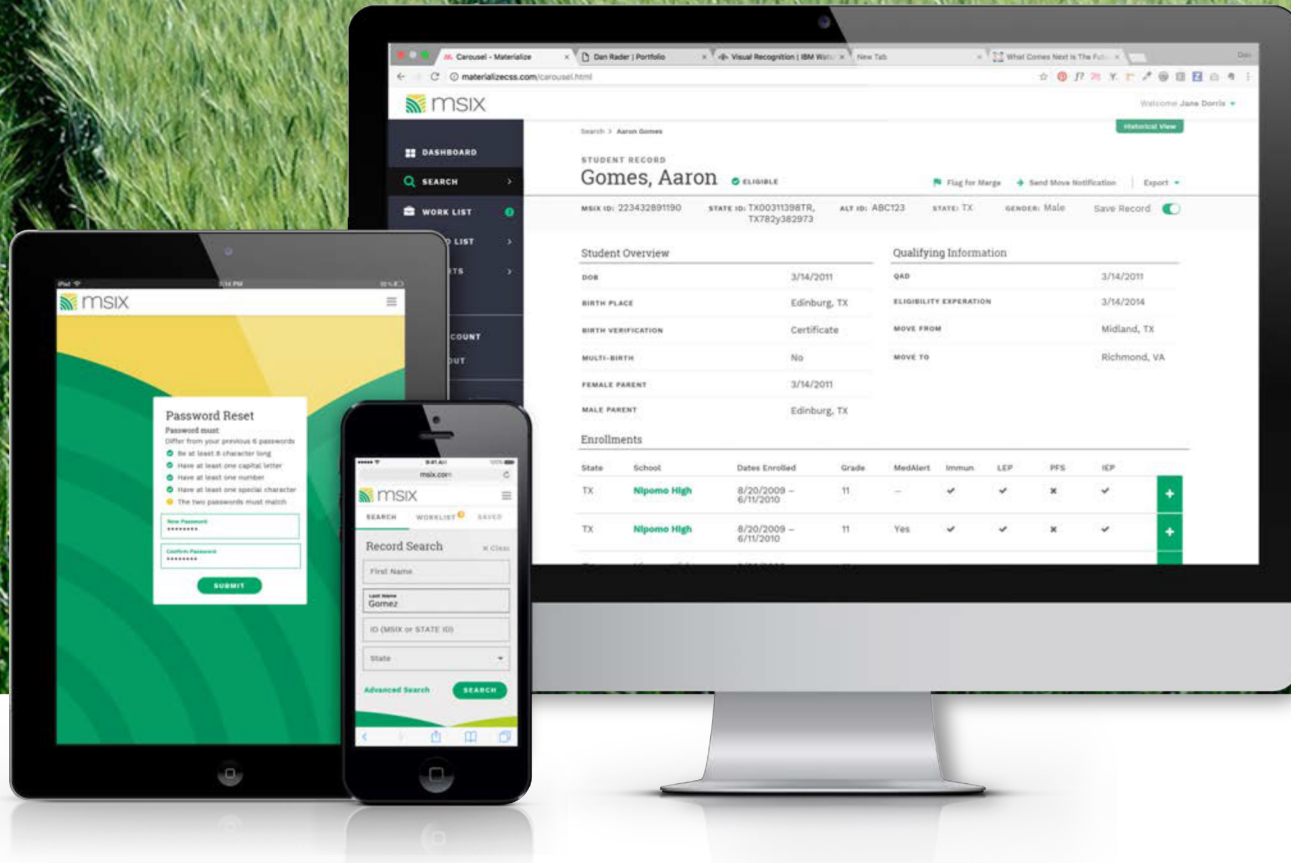 Carousel - Materialize
Dan Rader | Portfolio
Visual Recognition | IBM
New Tab
What Comes Next Is The
materializecss.com/carousel.html
msix
Welcome Jane Dorris
Search > Aaron Gomes
Historical View
DASHBOARD
SEARCH
WORK LIST
LIST
COUNT
STUDENT RECORD
Gomes, Aaron
ELIGIBLE
Flag for Merge
Send Move Notification
Export
MSIX ID: 223432891190
STATE ID: TX00311398TR,
TX782y382973
ALT ID: ABC123
STATE: TX
GENDER: Male
Save Record
Student Overview
DOB 3/14/2011
BIRTH PLACE Edinburg, TX
BIRTH VERIFICATION Certificate
MULTI-BIRTH No
FEMALE PARENT 3/14/2011
MALE PARENT Edinburg, TX
Qualifying Information
QAD 3/14/2011
ELIGIBILITY EXPERATION 3/14/2014
MOVE FROM Midland, TX
MOVE TO Richmond, VA
Enrollments
State School Dates Enrolled Grade MedAlert Immun. LEP PFS IEP
TX Nipomo High 8/20/2009 – 11 –
6/11/2010
TX Nipomo High 8/20/2009 – 11 Yes
6/11/2010
iPad
msix
Password Reset
Password must:
Differ from your previous 6 passwords
Be at least 8 character long
Have at least one capital letter
Have at least one number
Have at least one special character
The two passwords must match
New Password
********
Confirm Password
********
SUBMIT
9:41 AM
100%
msix.com
msix
SEARCH WORKLIST SAVED
Record Search
× Clear
First Name
Last Name
Gomez
ID (MSIX or STATE ID)
State
Advanced Search
SEARCH